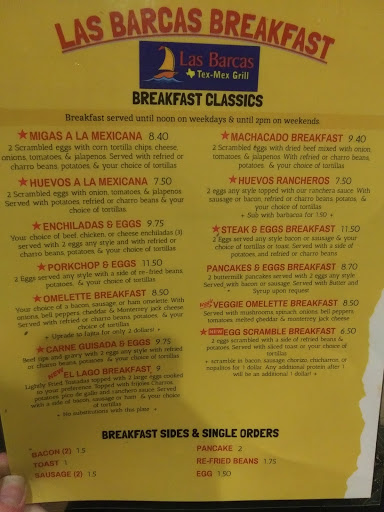 LAS BARCAS BREAKFAST
Las Barcas
Tex-Mex Grill
BREAKFAST CLASSICS
Breakfast served until noon on weekdays & until 2pm on weekends
MIGAS A LA MEXICANA 8.40
2 Scrambled eggs with corn tortilla chips cheese,
onions, tomatoes, & jalapenos. Served with refried or
charro beans, potatoes, & your choice of tortillas
HUEVOS A LA MEXICANA 7.50
2 Scrambled eggs with onion, tomatoes, & jalapenos
Served with potatoes refried or charro beans & your
choice of tortillas.
ENCHILADAS & EGGS 9.75
Your choice of beef, chicken, or cheese enchiladas (3)
served with 2 eggs any style and with refried or
charro beans, potatoes, & your choice of tortillas
PORKCHOP & EGGS 11.50
2 Eggs served any style with a side of re-fried beans,
potatoes, & your choice of tortillas
OMELETTE BREAKFAST 8.50
Your choice of a bacon, sausage, or ham omelette. With
onions, bell peppers, cheddar & Monterrey jack cheese
Served with refried or charro beans, potatoes, & your
choice of tortillas
+ Upgrade to fajita for only 2 dollars!
CARNE GUISADA & EGGS 9.75
Beef tips and gravy with 2 eggs any style with refried
or charro beans, potatoes, & your choice of tortillas
NEW EL LAGO BREAKFAST 9
Lightly fried Tostadas topped with 2 large eggs cooked
to your preference. Topped with frijoles Charros,
potatoes, pico de gallo and ranchero sauce Served
with a side of bacon, sausage or ham & your choice
of tortillas
+ No substitutions with this plate +
MACHACADO BREAKFAST 9.40
2 Scrambled eggs with dried beef mixed with onion,
tomatoes, & jalapenos With refried or charro beans,
potatoes, & your choice of tortillas
HUEVOS RANCHEROS 7.50
2 eggs any style topped with our ranchera sauce. With
sausage or bacon, refried or charro beans, potatoes, & choice
of tortillas
+ Sub with barbacoa for 1.50 +
STEAK & EGGS BREAKFAST 11.50
2 Eggs served any style bacon or sausage & your
choice of tortillas or toast. Served with a side of
potatoes, and refried or charro beans
PANCAKES & EGGS BREAKFAST 8.70
2 buttermilk pancakes served with 2 eggs any style
Served with bacon or sausage. Served with Butter and
Syrup upon request
NEW VEGGIE OMELETTE BREAKFAST 8.50
Served with mushrooms, spinach, onions, bell peppers,
tomatoes, melted cheddar & monterrey jack cheese
NEW EGG SCRAMBLE BREAKFAST 6.50
2 eggs scrambled with a side of refried beans &
potatoes. Served with sliced toast or your choice of
tortillas
+ scramble in bacon, sausage, chorizo, chicharron, or
nopalitos for 1 dollar. Any additional protein after 1
will be an additional 1 dollar! +
BREAKFAST SIDES & SINGLE ORDERS
BACON (2) 1.5
TOAST 1
SAUSAGE (2) 1.5
PANCAKE 2
RE-FRIED BEANS 1.75
EGG 1.50